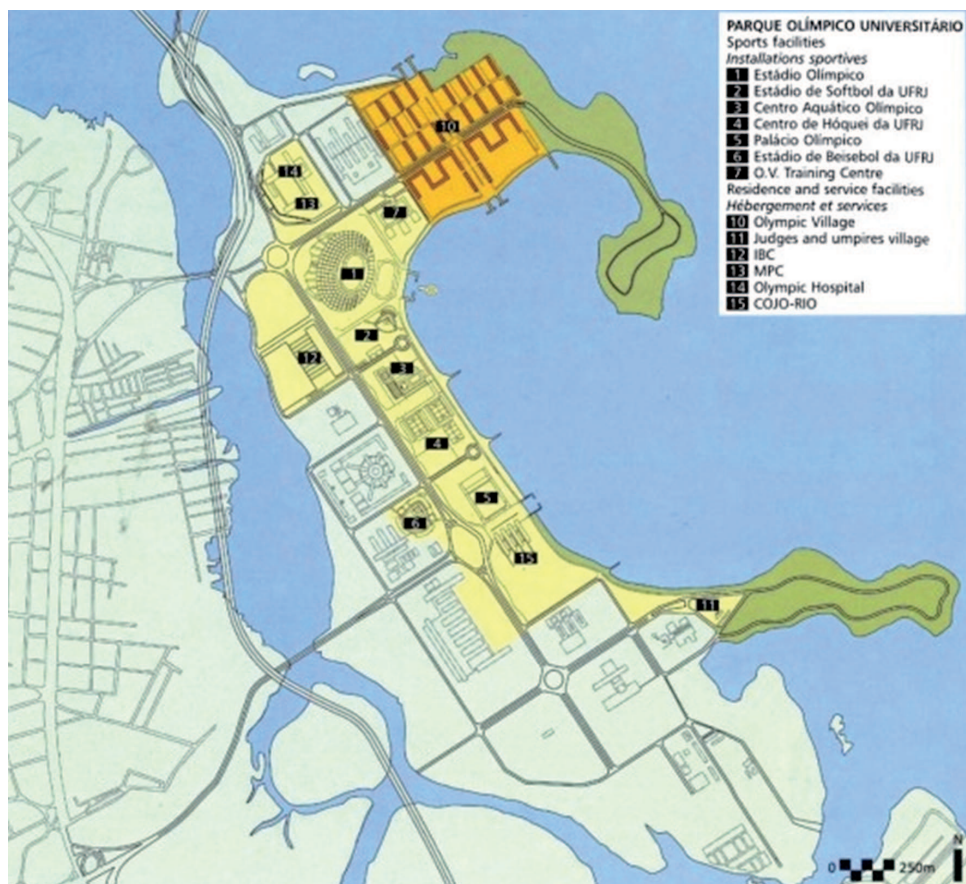 PARQUE OLÍMPICO UNIVERSITÁRIO
Sports facilities
Installations sportives
1 Estádio Olímpico
2 Estádio de Softbol da UFRJ
3 Centro Aquático Olímpico
4 Centro de Hóquei da UFRJ
5 Palácio Olímpico
6 Estádio de Beisebol da UFRJ
7 O.V. Training Centre
Residence and service facilities
Hébergement et services
10 Olympic Village
11 Judges and umpires village
12 IBC
13 MPC
14 Olympic Hospital
15 COJO-RIO
10
14
13
7
1
2
12
3
4
5
6
15
11
N
0 250m